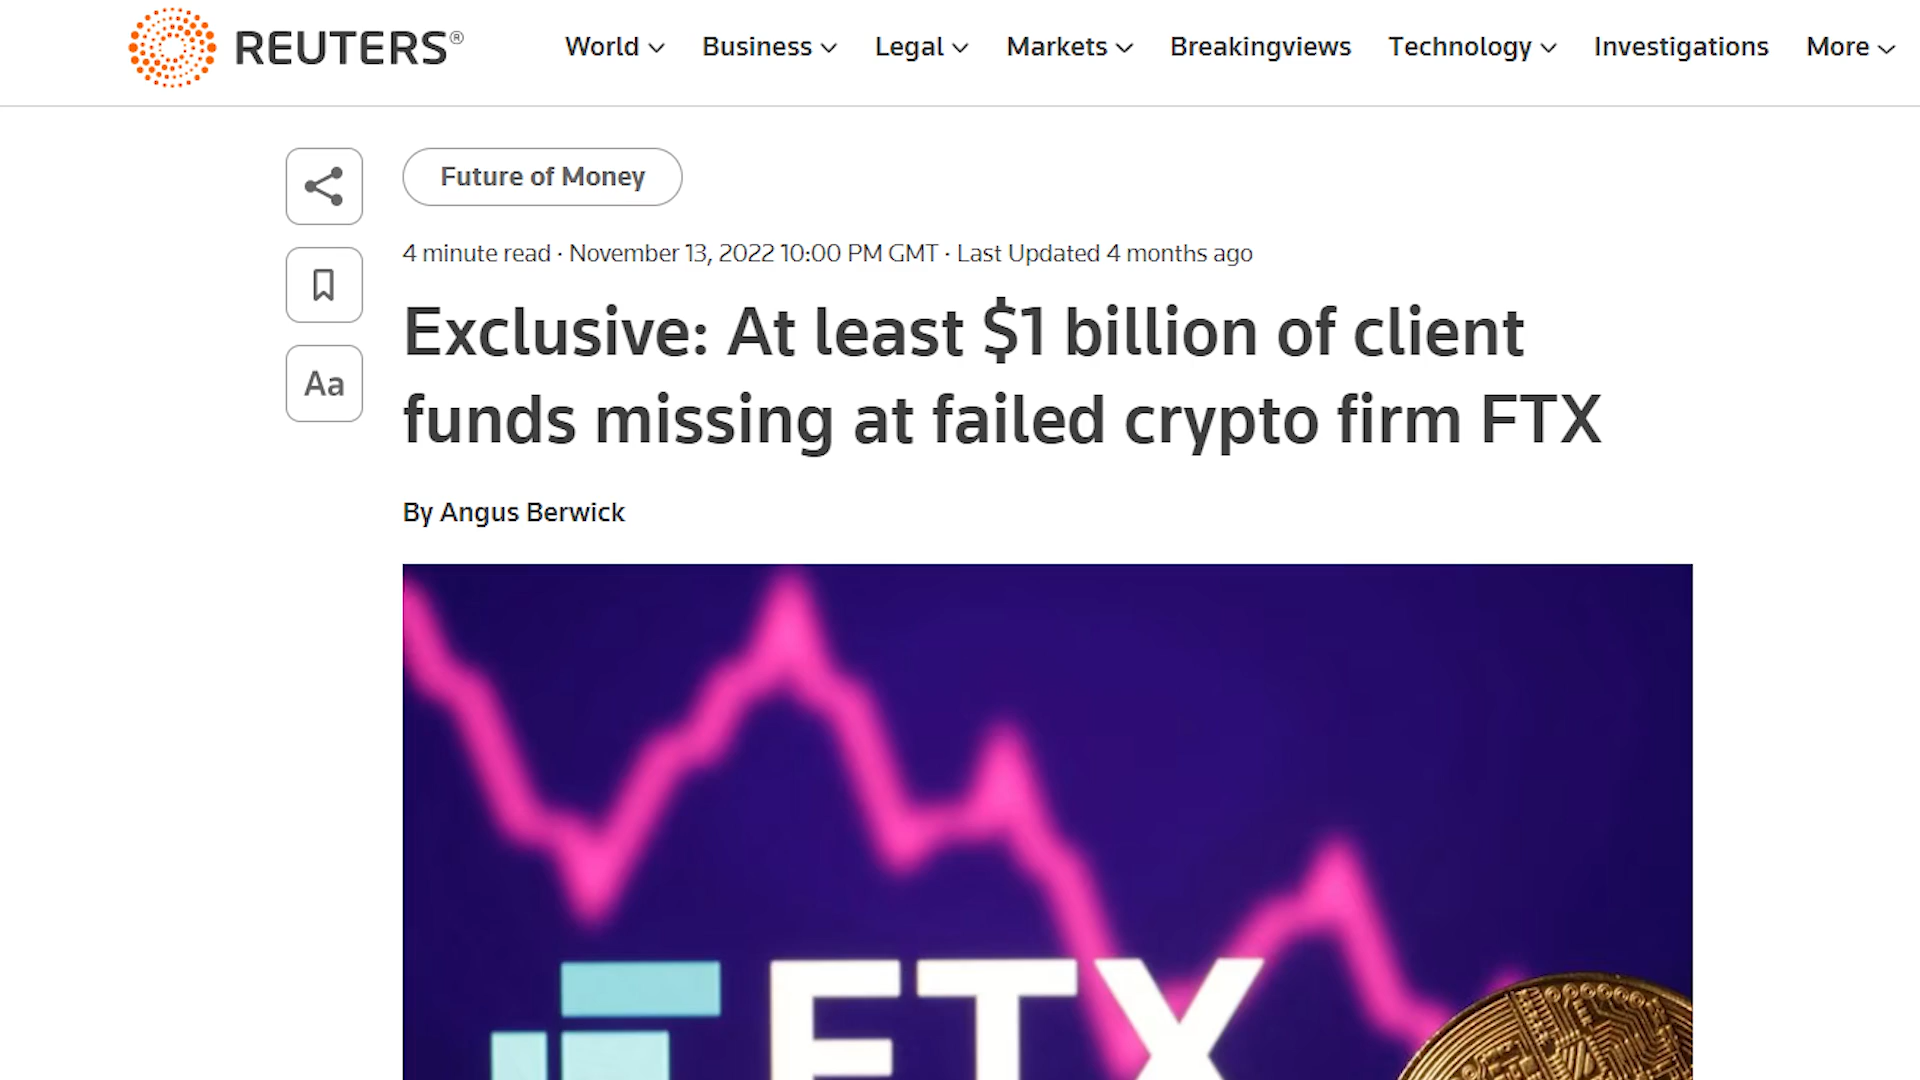 REUTERS®
World
Business
Legal
Markets
Breakingviews
Technology
Investigations
More
Future of Money
4 minute read · November 13, 2022 10:00 PM GMT · Last Updated 4 months ago
Aa
Exclusive: At least $1 billion of client
funds missing at failed crypto firm FTX
By Angus Berwick
FTX